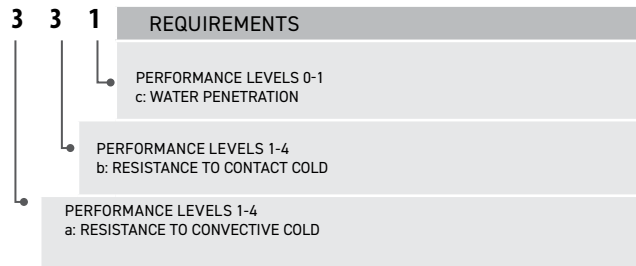 3 3 1 REQUIREMENTS
PERFORMANCE LEVELS 0-1
c: WATER PENETRATION
PERFORMANCE LEVELS 1-4
b: RESISTANCE TO CONTACT COLD
PERFORMANCE LEVELS 1-4
a: RESISTANCE TO CONVECTIVE COLD